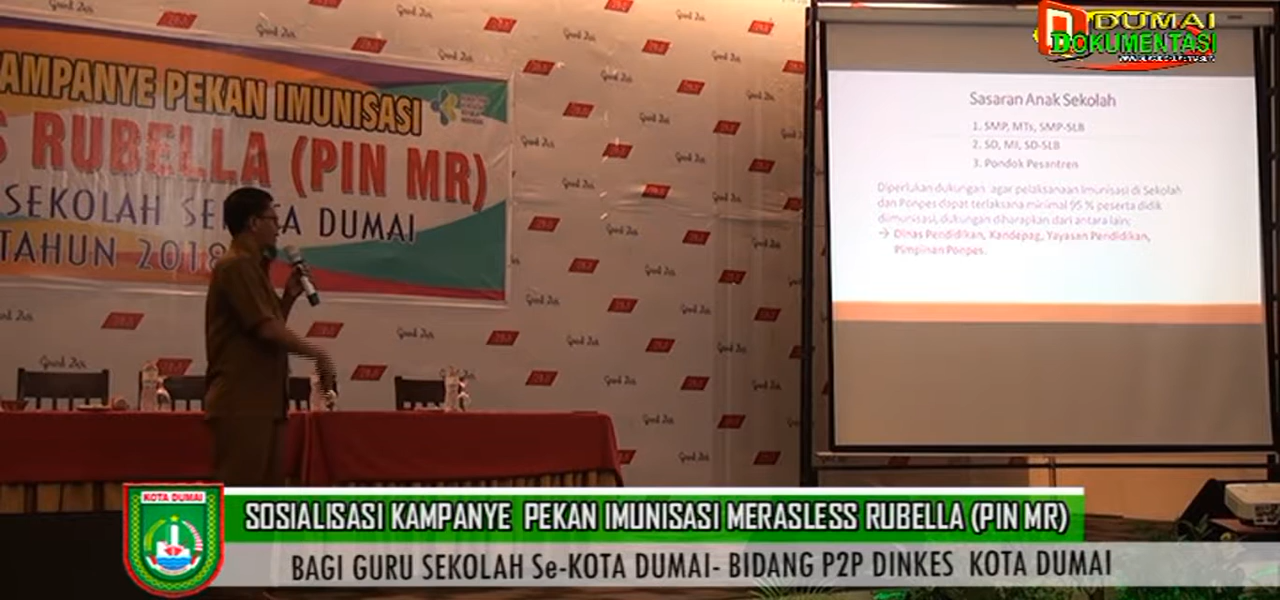 DUMAI
DOKUMENTASI
AMPANYE PEKAN IMUNISASI
S RUBELLA (PIN MR)
SEKOLAH SE KOTA DUMAI
TAHUN 2018
Sasaran Anak Sekolah
1. SMP, MTs, SMP-SLB
2. SD, MI, SD-SLB
3. Pondok Pesantren
Diperlukan dukungan agar pelaksanaan Imunisasi di Sekolah
dan Ponpes dapat terlaksana minimal 95 % peserta didik
diimunisasi, dukungan diharapkan dari antara lain:
→ Dinas Pendidikan, Kandepag, Yayasan Pendidikan,
Pimpinan Ponpes.
KOTA DUMAI
SOSIALISASI KAMPANYE PEKAN IMUNISASI MERASLESS RUBELLA (PIN MR)
BAGI GURU SEKOLAH Se-KOTA DUMAI- BIDANG P2P DINKES KOTA DUMAI